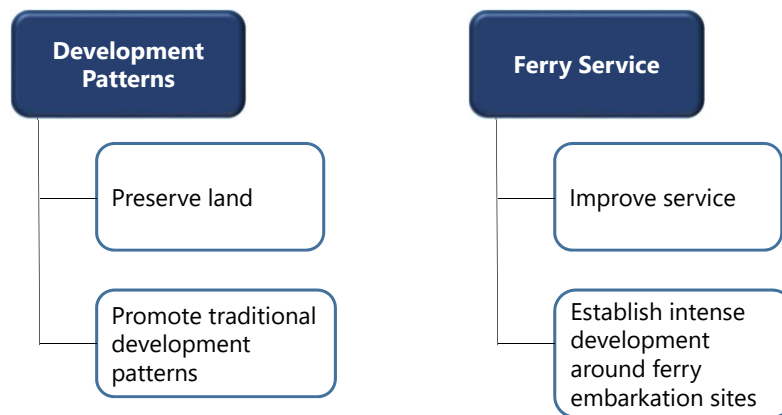 Development
Patterns
Preserve land
Promote traditional
development
patterns
Ferry Service
Improve service
Establish intense
development
around ferry
embarkation sites